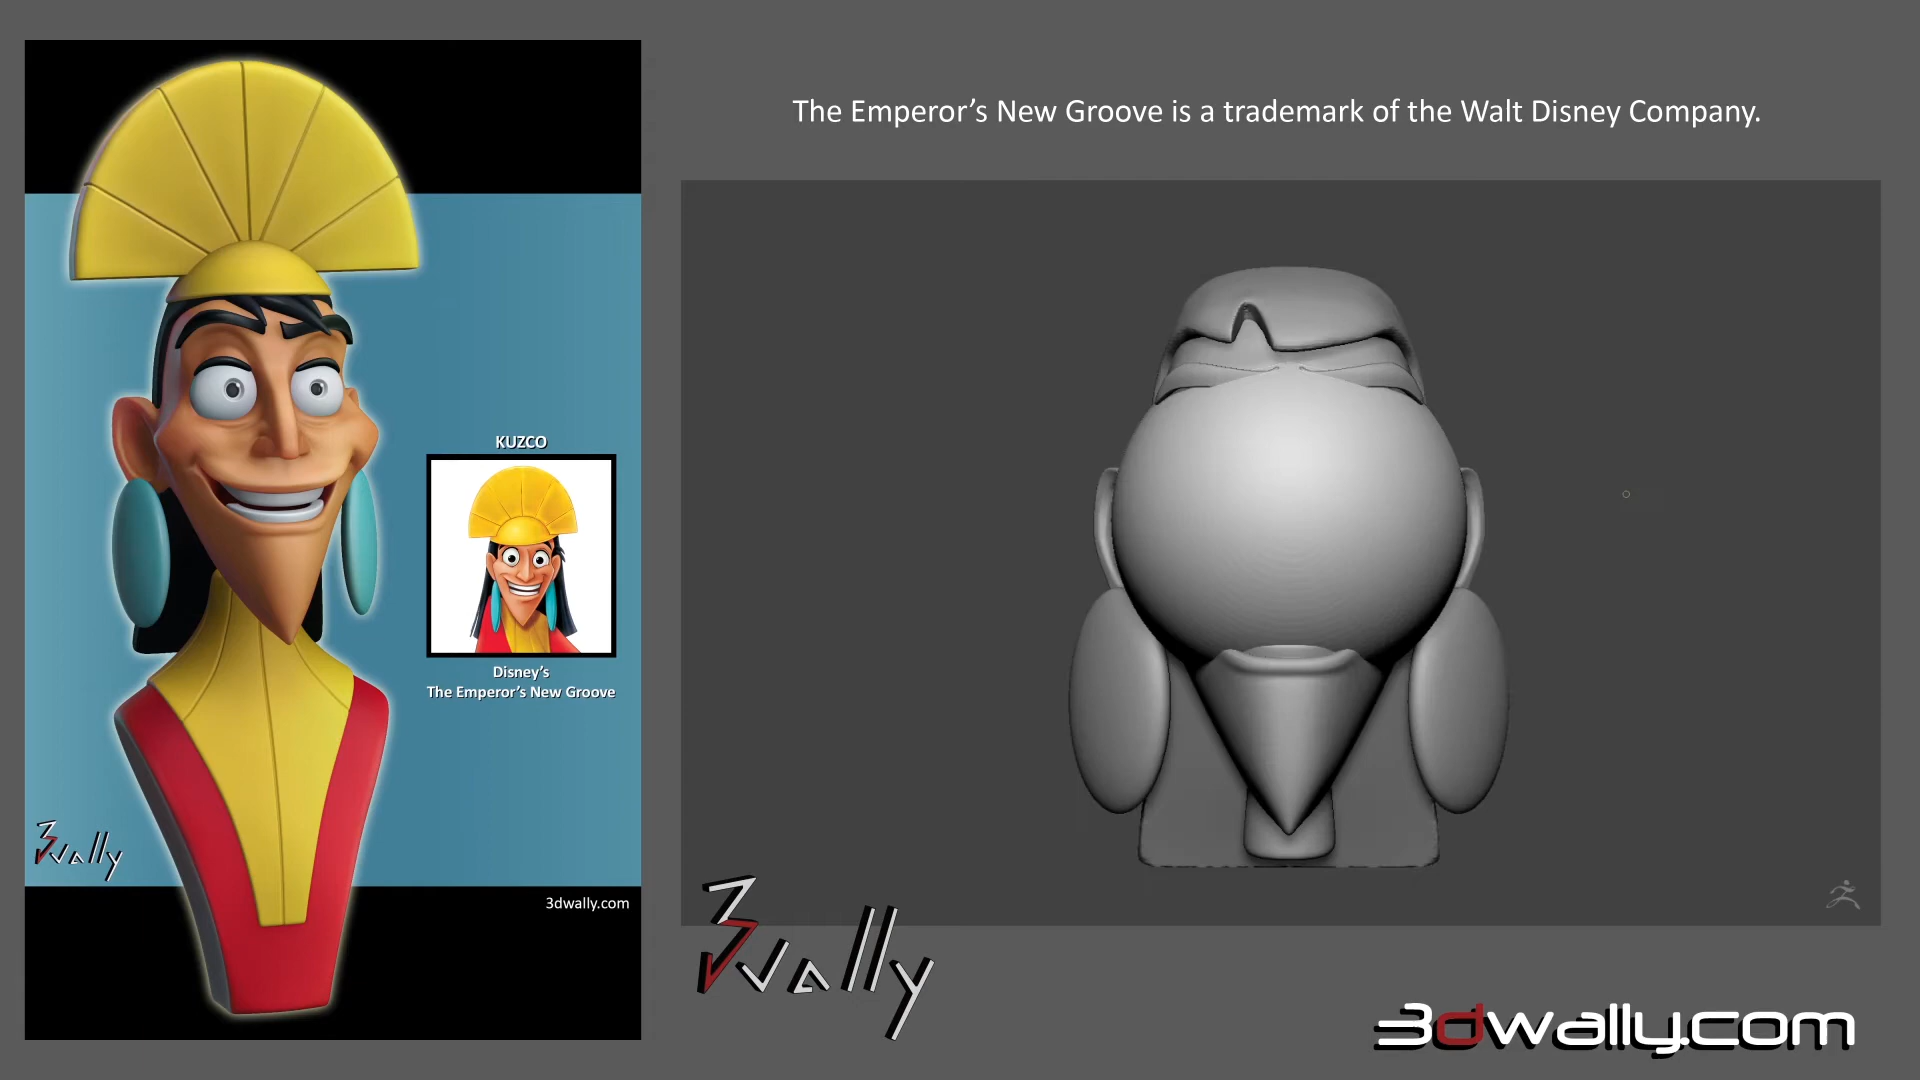 The Emperor’s New Groove is a trademark of the Walt Disney Company.
KUZCO
Disney’s
The Emperor’s New Groove
3Wally
3dwally.com
3Wally
3dwally.com